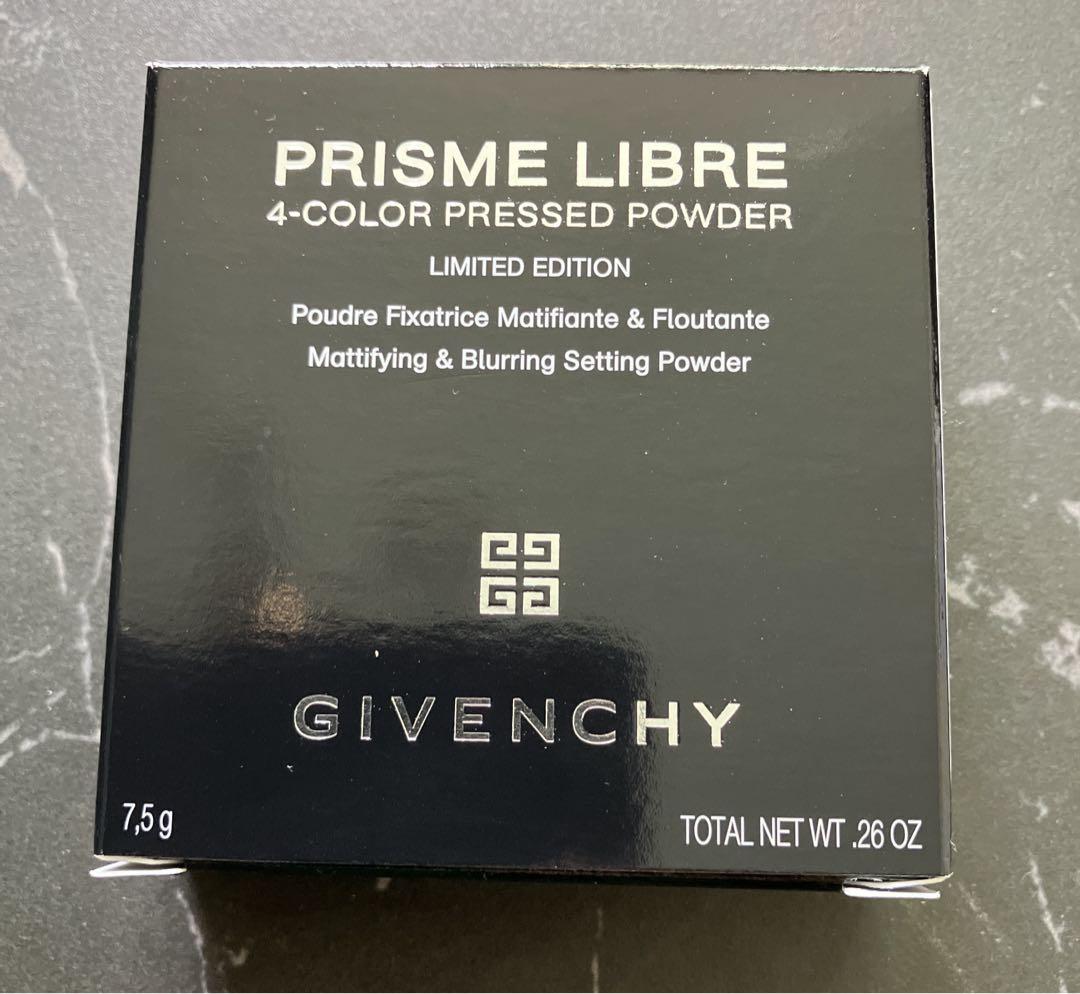 PRISME LIBRE
4-COLOR PRESSED POWDER
LIMITED EDITION
Poudre Fixatrice Matifiante & Floutante
Mattifying & Blurring Setting Powder
GIVENCHY
7,5 g
TOTAL NET WT .26 OZ